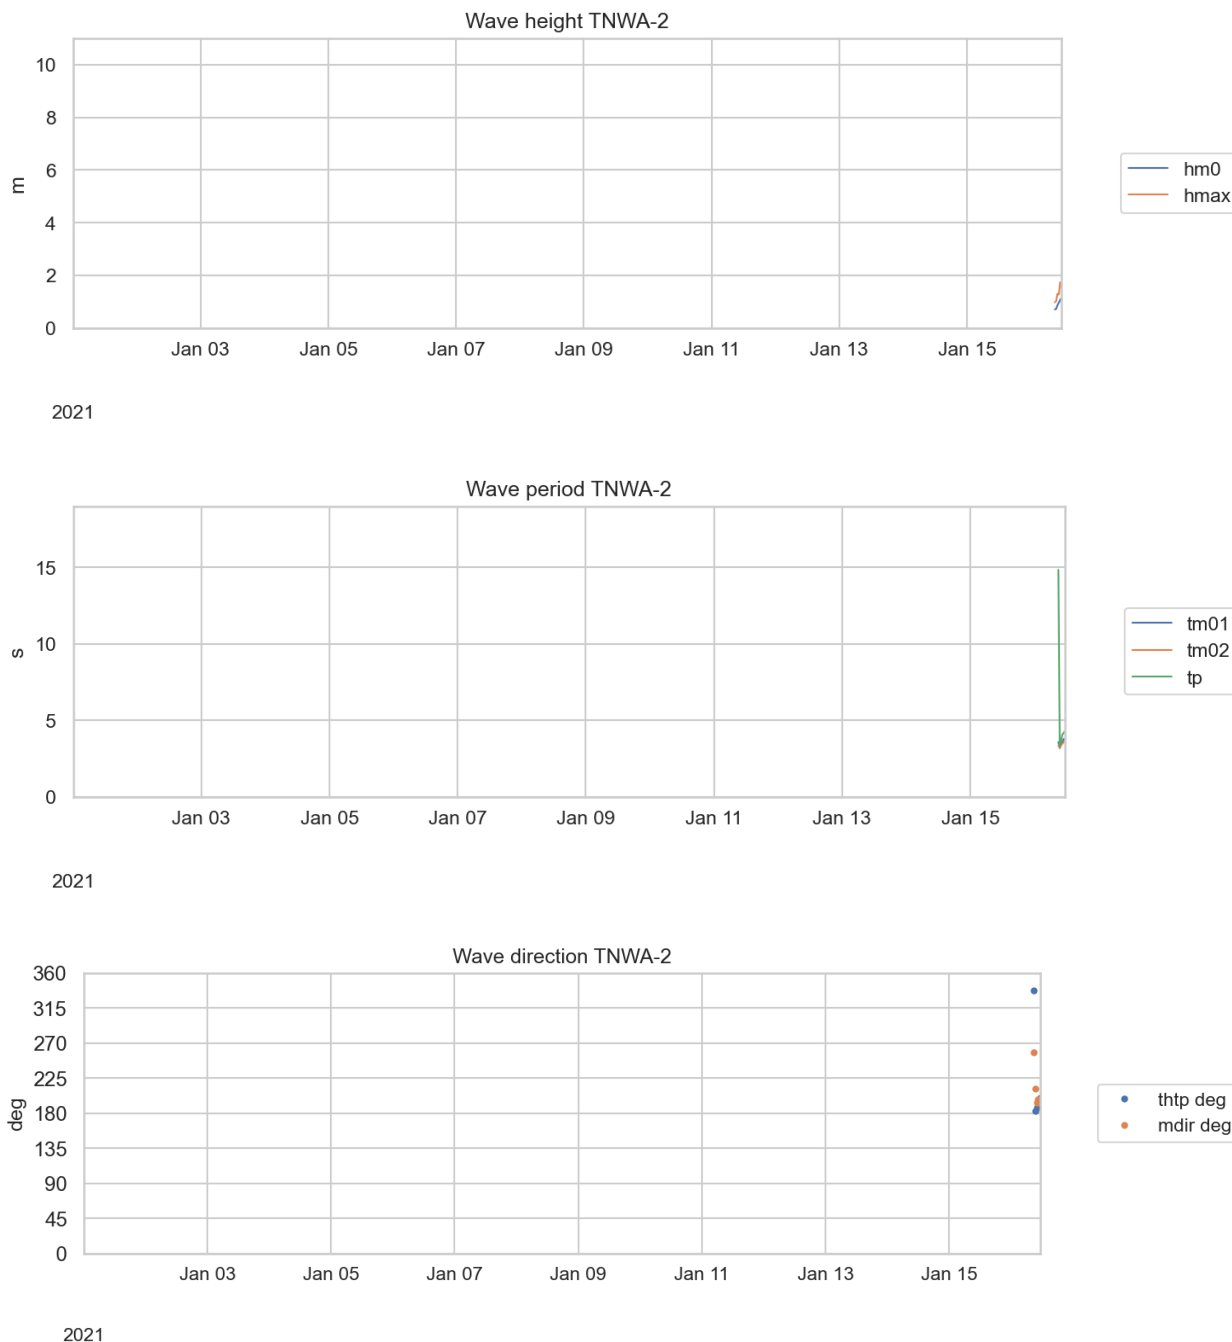 Wave height TNWA-2
10
8
6
4
2
0
m
Jan 03 Jan 05 Jan 07 Jan 09 Jan 11 Jan 13 Jan 15
2021
hm0
hmax
Wave period TNWA-2
15
10
5
0
s
Jan 03 Jan 05 Jan 07 Jan 09 Jan 11 Jan 13 Jan 15
2021
tm01
tm02
tp
Wave direction TNWA-2
360
315
270
225
180
135
90
45
0
deg
Jan 03 Jan 05 Jan 07 Jan 09 Jan 11 Jan 13 Jan 15
2021
thtp deg
mdir deg